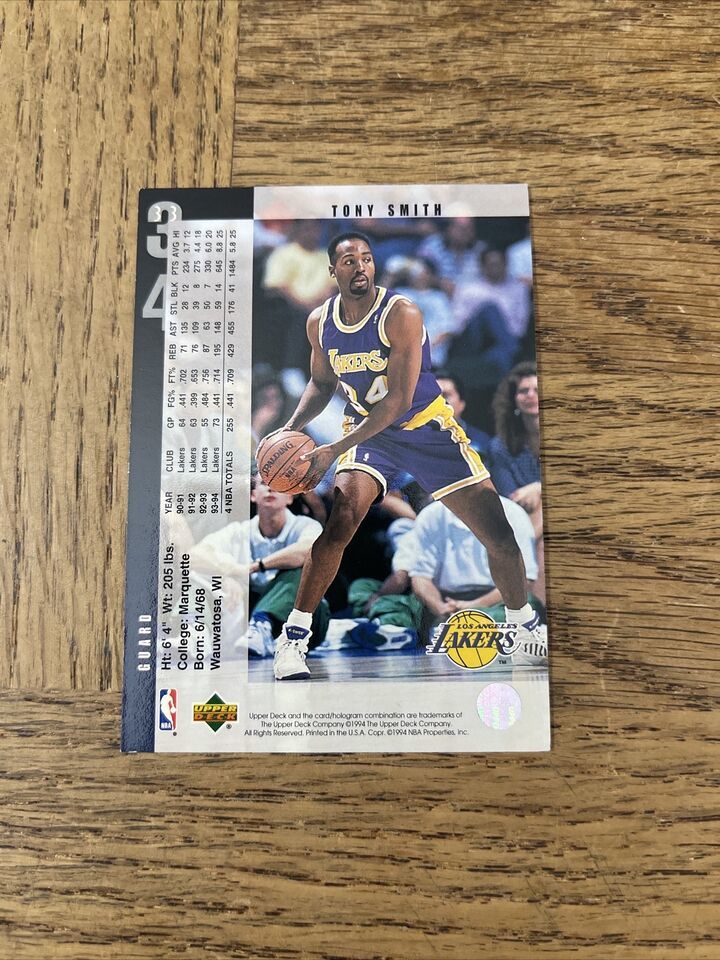 33
34
TONY SMITH
GUARD
Ht: 6' 4" Wt: 205 lbs.
College: Marquette
Born: 6/14/68
Wauwatosa, WI
YEAR CLUB GP FG% FT% REB AST STL BLK PTS AVG HI
90-91 Lakers 64 .441 .702 71 135 28 12 234 3.7 12
91-92 Lakers 63 .399 .653 76 109 39 8 275 4.4 18
92-93 Lakers 55 .484 .756 87 63 50 7 330 6.0 20
93-94 Lakers 73 .441 .714 195 148 59 14 645 8.8 25
4 NBA TOTALS 255 .441 .709 429 455 176 41 1484 5.8 25
LAKERS
34
SPALDING
NBA
LOS ANGELES
LAKERS
TM
NBA
®
UPPER
DECK
®
Upper Deck and the card/hologram combination are trademarks of
The Upper Deck Company ©1994 The Upper Deck Company.
All Rights Reserved. Printed in the U.S.A. Copr. ©1994 NBA Properties, Inc.